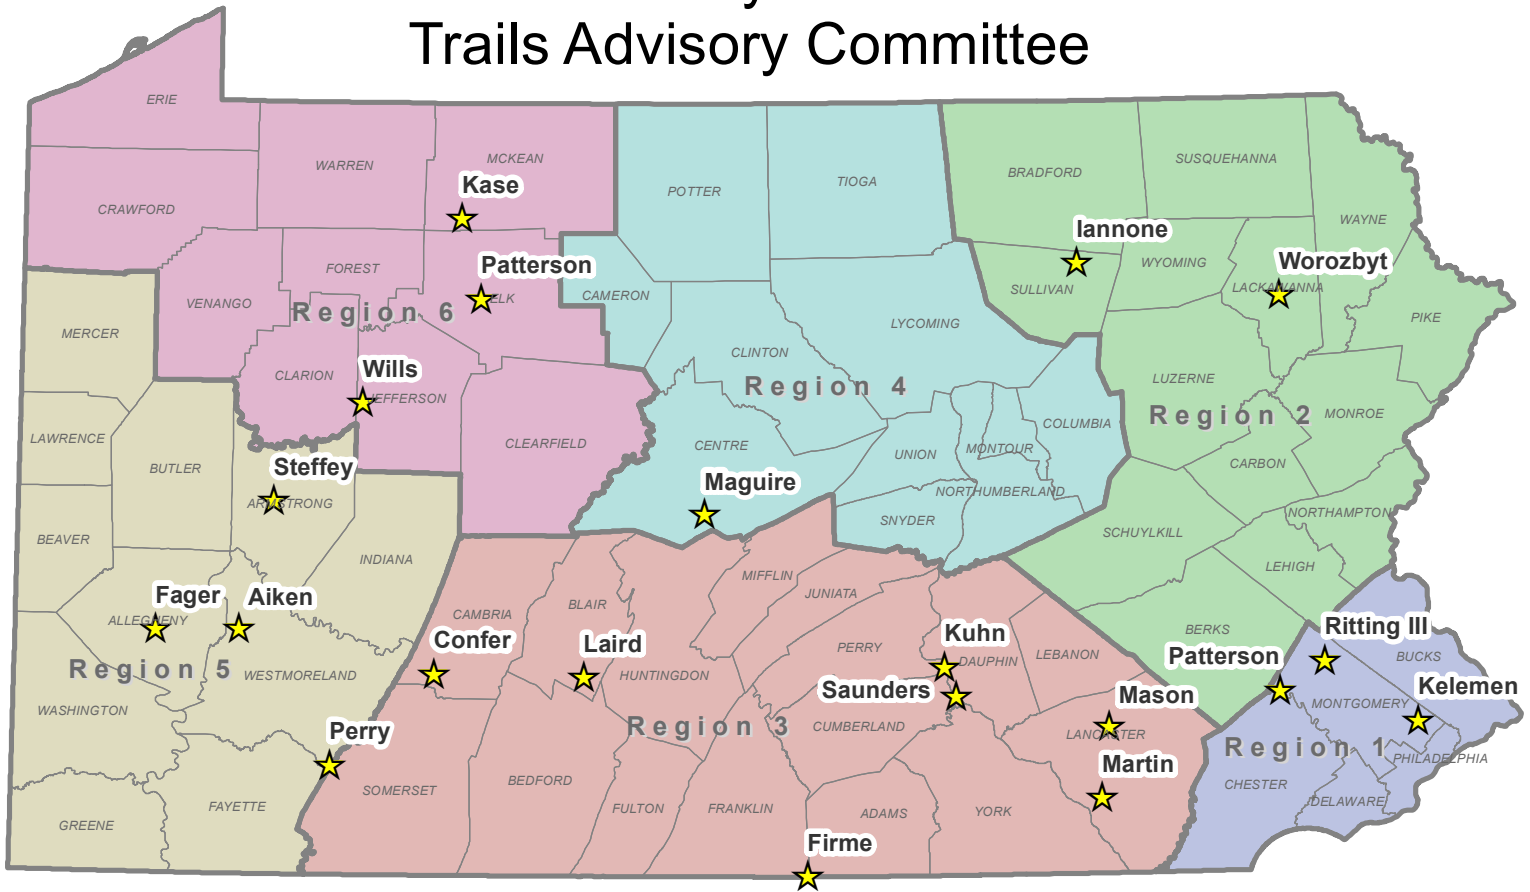 Trails Advisory Committee
ERIE
WARREN
MCKEAN
CRAWFORD
Kase
POTTER
TIOGA
BRADFORD
SUSQUEHANNA
WAYNE
Iannone
FOREST
Patterson
ELK
VENANGO
Region 6
CAMERON
SULLIVAN
WYOMING
Worozbyt
LACKAWANNA
PIKE
MERCER
CLARION
Wills
JEFFERSON
CLINTON
LYCOMING
Region 4
LUZERNE
Region 2
MONROE
LAWRENCE
BUTLER
Steffey
ARMSTRONG
CLEARFIELD
CENTRE
Maguire
UNION
MONTOUR
COLUMBIA
NORTHUMBERLAND
SNYDER
CARBON
NORTHAMPTON
SCHUYLKILL
LEHIGH
BEAVER
INDIANA
Fager
Aiken
ALLEGHENY
Region 5
WESTMORELAND
WASHINGTON
CAMBRIA
Confer
BLAIR
Laird
HUNTINGDON
MIFFLIN
JUNIATA
PERRY
Kuhn
DAUPHIN
LEBANON
Saunders
BERKS
Patterson
Ritting III
BUCKS
Kelemen
MONTGOMERY
Region 3
CUMBERLAND
Mason
LANCASTER
Martin
Region 1
PHILADELPHIA
CHESTER
DELAWARE
Perry
SOMERSET
BEDFORD
FULTON
FRANKLIN
ADAMS
YORK
GREENE
FAYETTE
Firme